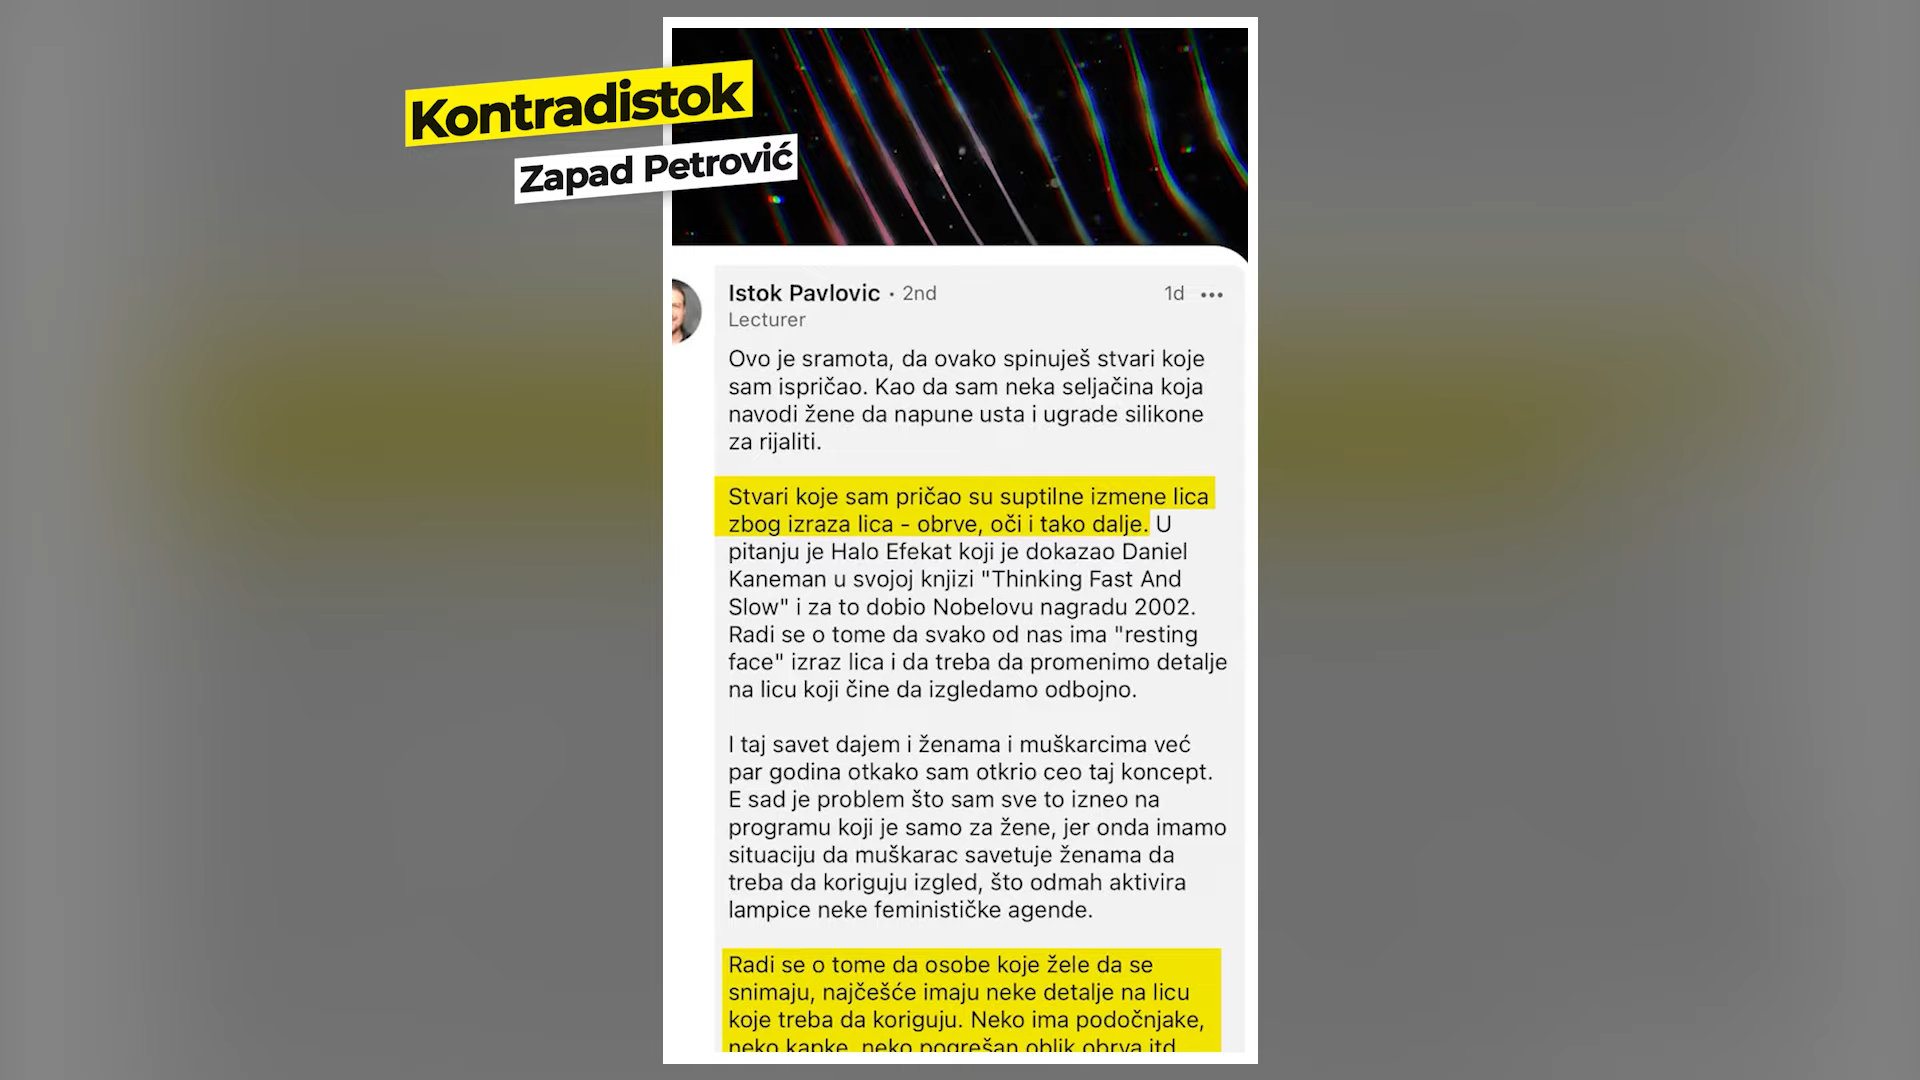 Kontradistok
Zapad Petrović
Istok Pavlovic • 2nd
1d
Lecturer
Ovo je sramota, da ovako spinuješ stvari koje
sam ispričao. Kao da sam neka seljačina koja
navodi žene da napune usta i ugrade silikone
za rijaliti.
Stvari koje sam pričao su suptilne izmene lica
zbog izraza lica - obrve, oči i tako dalje. U
pitanju je Halo Efekat koji je dokazao Daniel
Kaneman u svojoj knjizi "Thinking Fast And
Slow" i za to dobio Nobelovu nagradu 2002.
Radi se o tome da svako od nas ima "resting
face" izraz lica i da treba da promenimo detalje
na licu koji čine da izgledamo odbojno.
I taj savet dajem i ženama i muškarcima već
par godina otkako sam otkrio ceo taj koncept.
E sad je problem što sam sve to izneo na
programu koji je samo za žene, jer onda imamo
situaciju da muškarac savetuje ženama da
treba da koriguju izgled, što odmah aktivira
lampice neke feminističke agende.
Radi se o tome da osobe koje žele da se
snimaju, najčešće imaju neke detalje na licu
koje treba da koriguju. Neko ima podočnjake,
neko kapke, neko pogrešan oblik obrva itd